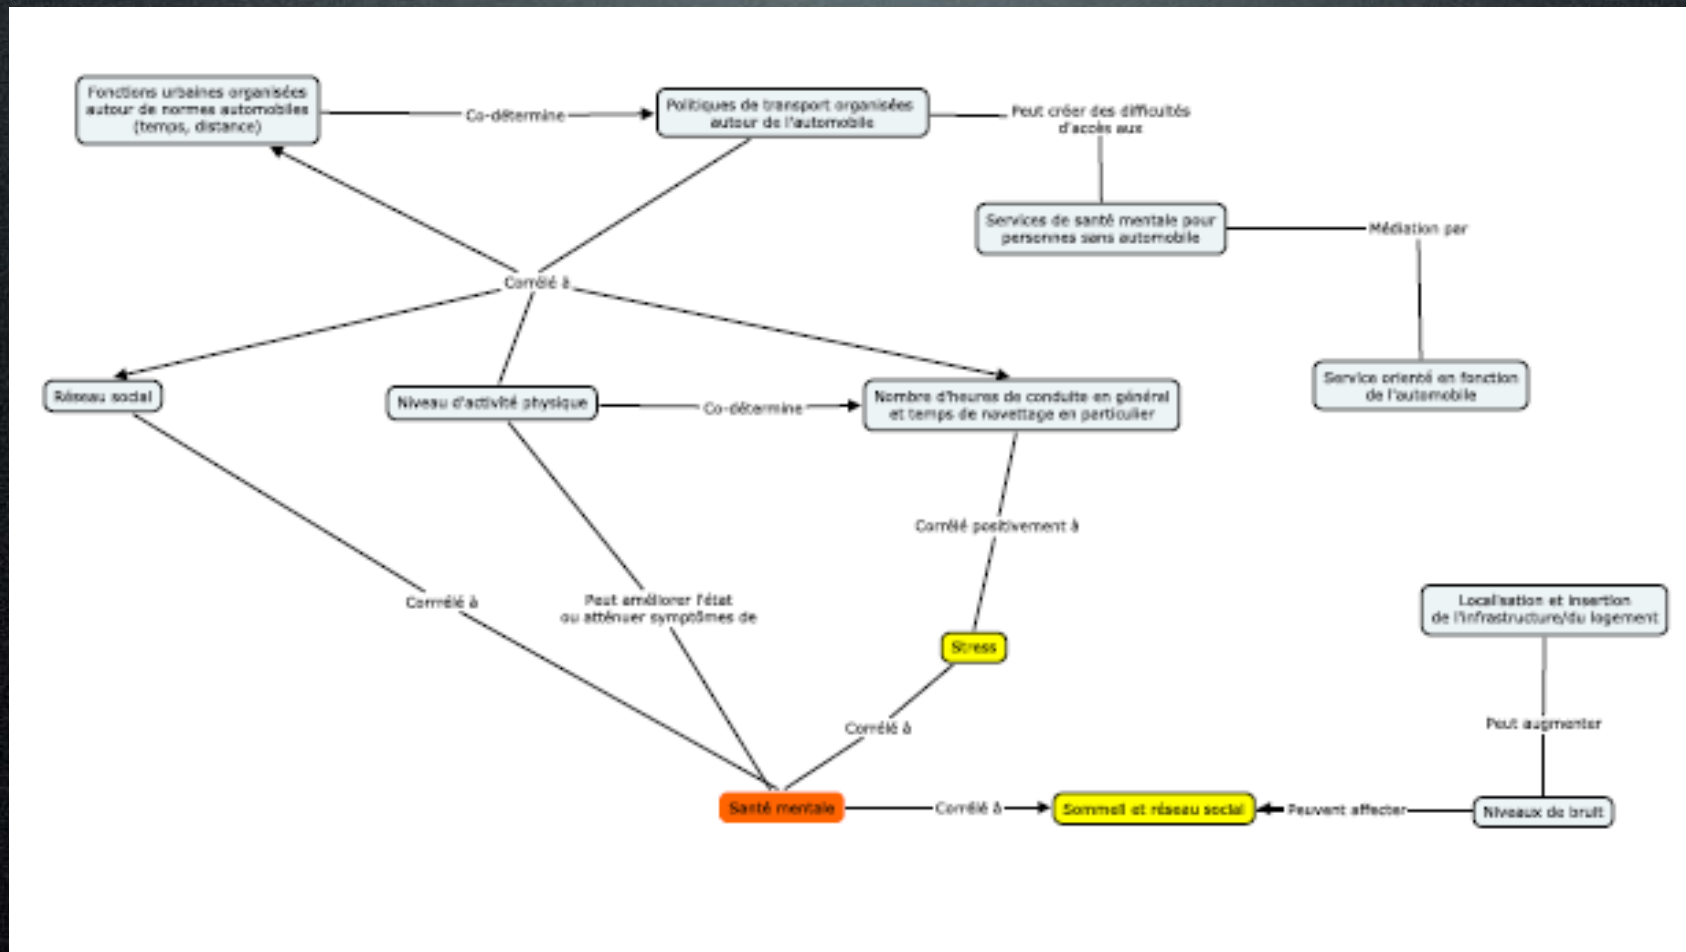 Fonctions urbaines organisées
autour de normes automobiles
(temps, distance)
Co-détermine
Politiques de transport organisées
autour de l'automobile
Peut créer des difficultés
d'accès aux
Services de santé mentale pour
personnes sans automobile
Médiation par
Corrélé à
Réseau social
Niveau d'activité physique
Co-détermine
Nombre d'heures de conduite en général
et temps de navettage en particulier
Service orienté en fonction
de l'automobile
Corrélé positivement à
Corrrélé à
Peut améliorer l'état
ou atténuer symptômes de
Localisation et insertion
de l'infrastructure/du logement
Stress
Corrélé à
Peut augmenter
Santé mentale
Corrélé à
Sommeil et réseau social
Peuvent affecter
Niveaux de bruit